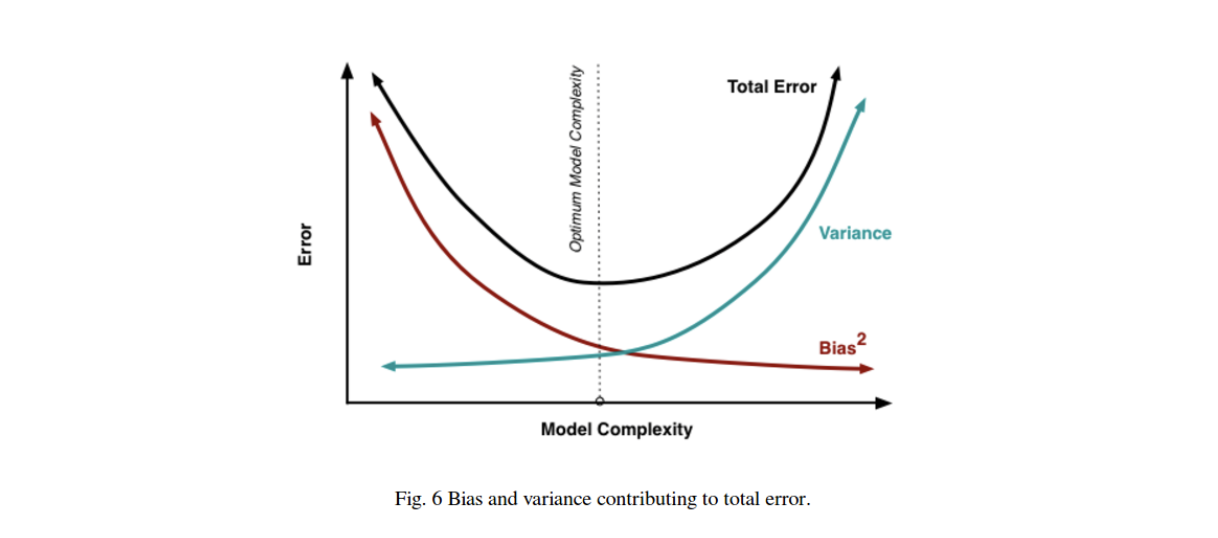 Optimum Model Complexity
Total Error
Variance
Error
Bias²
Model Complexity
Fig. 6 Bias and variance contributing to total error.